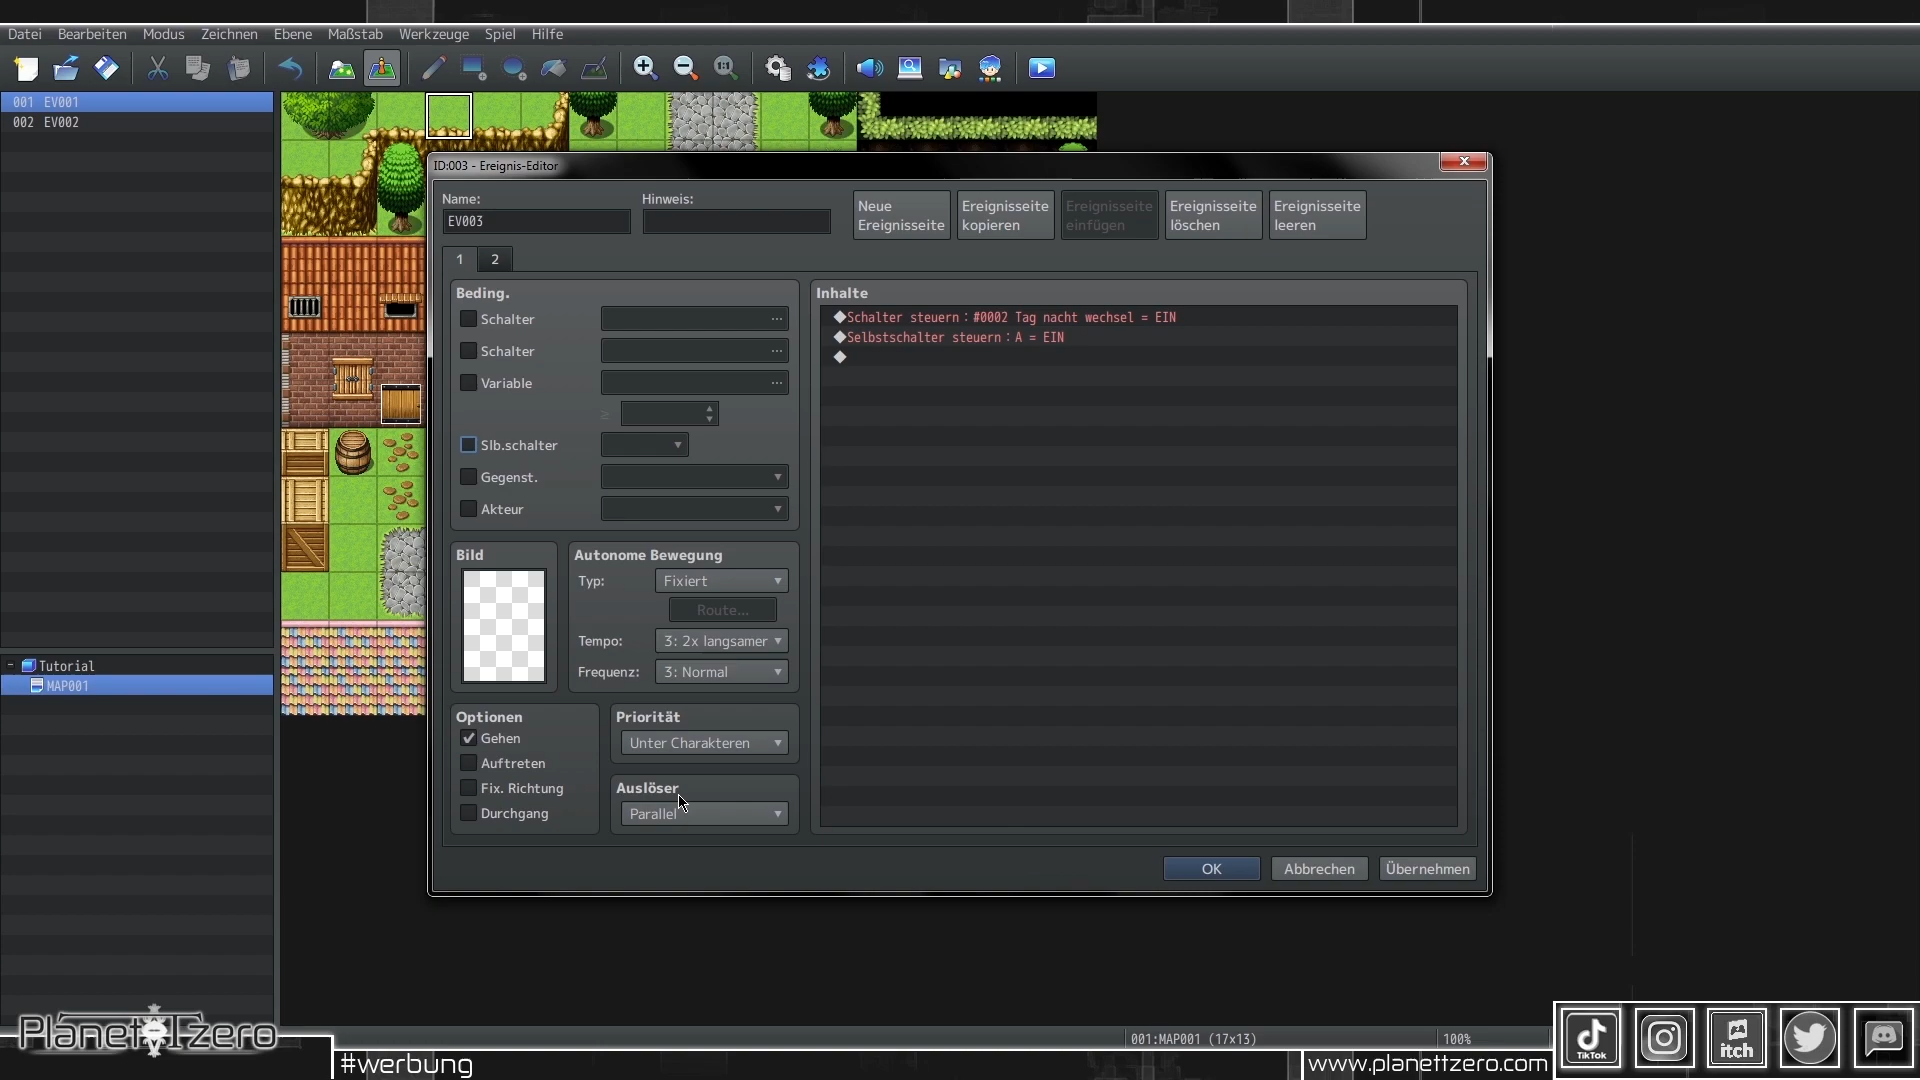 Datei Bearbeiten Modus Zeichnen Ebene Maßstab Werkzeuge Spiel Hilfe
1:1
001 EV001
002 EV002
ID:003 - Ereignis-Editor
Name: Hinweis:
EV003
Neue Ereignisseite
Ereignisseite kopieren
Ereignisseite einfügen
Ereignisseite löschen
Ereignisseite leeren
1 2
Beding.
Schalter ...
Schalter ...
Variable ...
≥
Slb.schalter
Gegenst.
Akteur
Bild
Autonome Bewegung
Typ: Fixiert
Route...
Tempo: 3: 2x langsamer
Frequenz: 3: Normal
Optionen
Gehen
Auftreten
Fix. Richtung
Durchgang
Priorität
Unter Charakteren
Auslöser
Parallel
Inhalte
◆Schalter steuern：#0002 Tag nacht wechsel = EIN
◆Selbstschalter steuern：A = EIN
◆
OK Abbrechen Übernehmen
Tutorial
MAP001
001:MAP001 (17×13) 100%
PlanetTzero
#werbung
www.planettzero.com
TikTok
itch